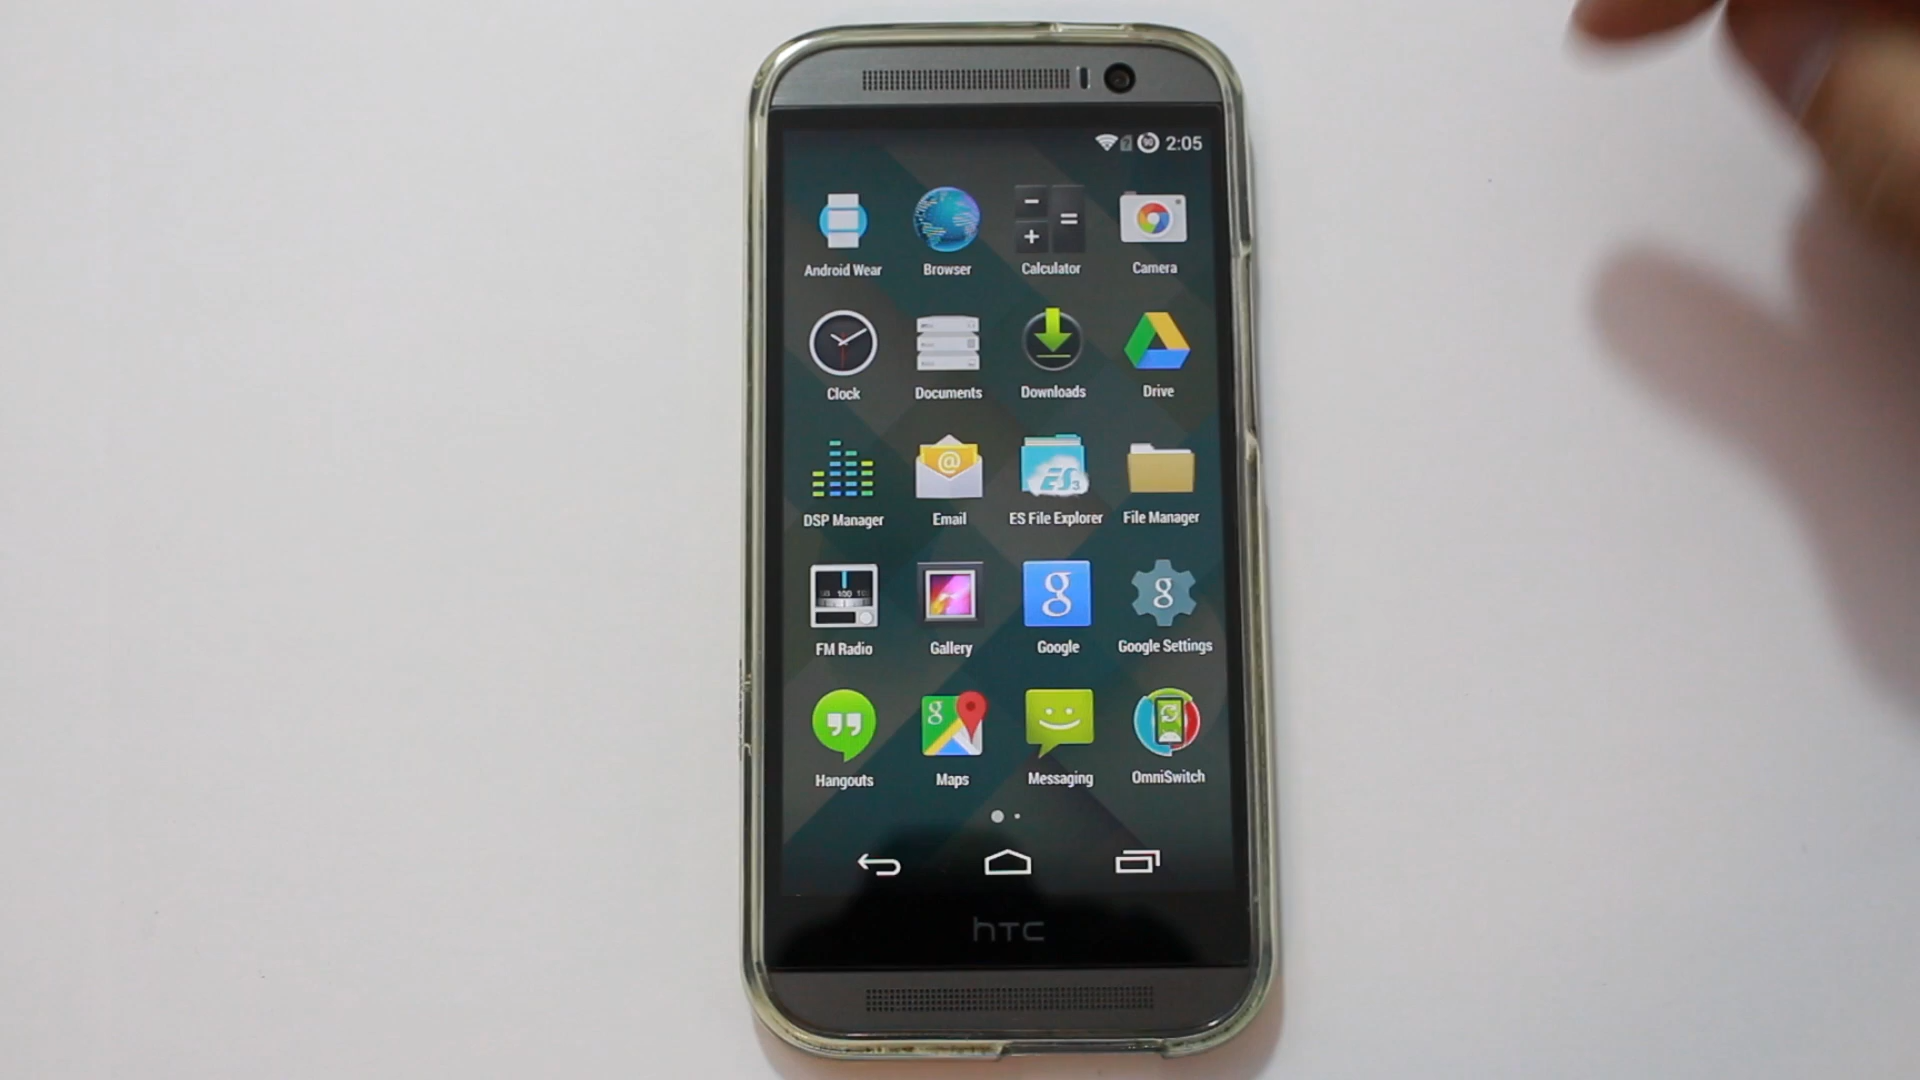 90 2:05
Android Wear Browser Calculator Camera
Clock Documents Downloads Drive
DSP Manager Email ES File Explorer File Manager
FM Radio Gallery Google Google Settings
Hangouts Maps Messaging OmniSwitch
hTC